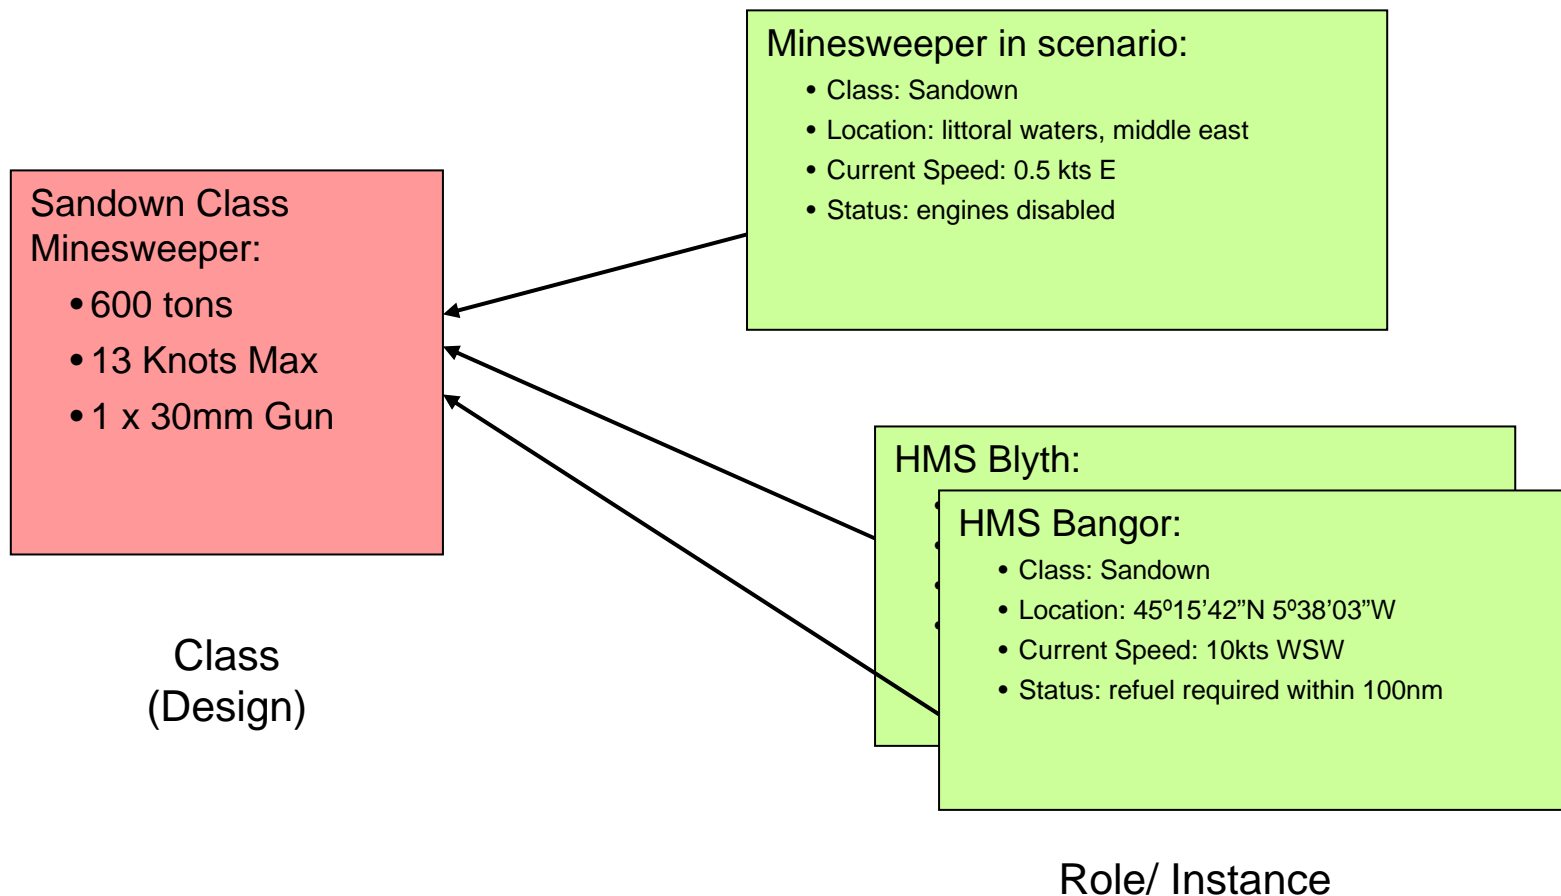 Minesweeper in scenario:
• Class: Sandown
• Location: littoral waters, middle east
• Current Speed: 0.5 kts E
• Status: engines disabled
Sandown Class
Minesweeper:
• 600 tons
• 13 Knots Max
• 1 x 30mm Gun
HMS Blyth:
HMS Bangor:
• Class: Sandown
• Location: 45º15’42”N 5º38’03”W
• Current Speed: 10kts WSW
• Status: refuel required within 100nm
Class
(Design)
Role/ Instance